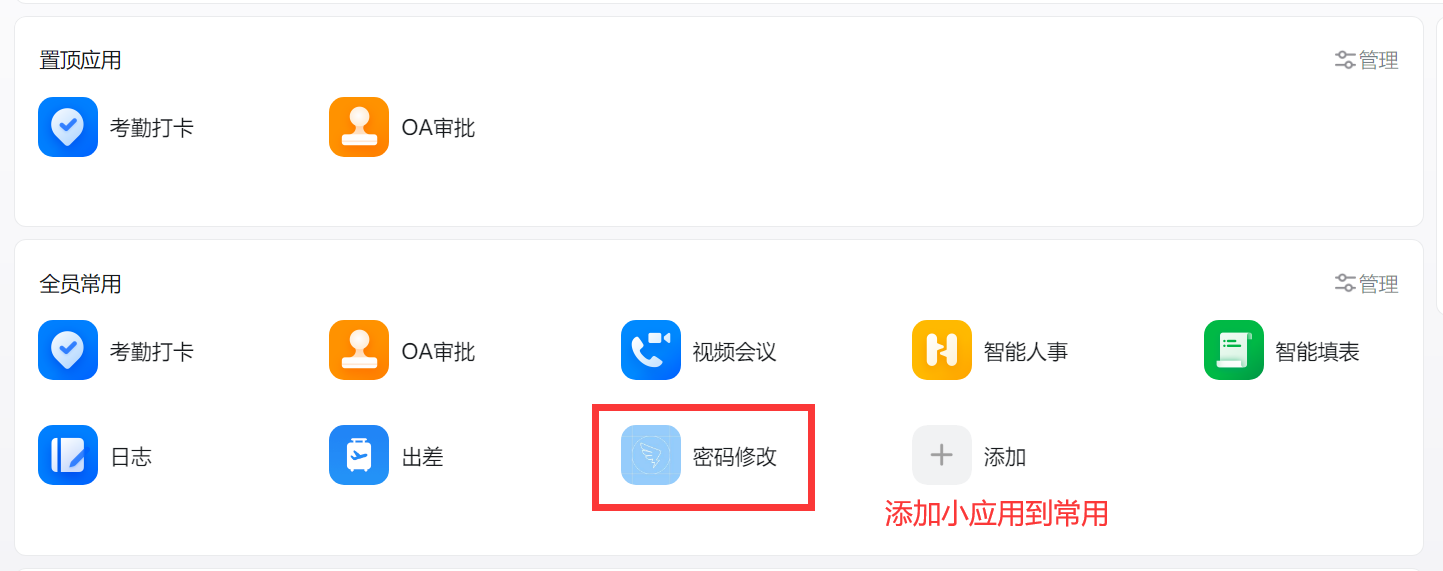 置顶应用
管理
考勤打卡
OA审批
全员常用
管理
考勤打卡
OA审批
视频会议
智能人事
智能填表
日志
出差
密码修改
添加
添加小应用到常用